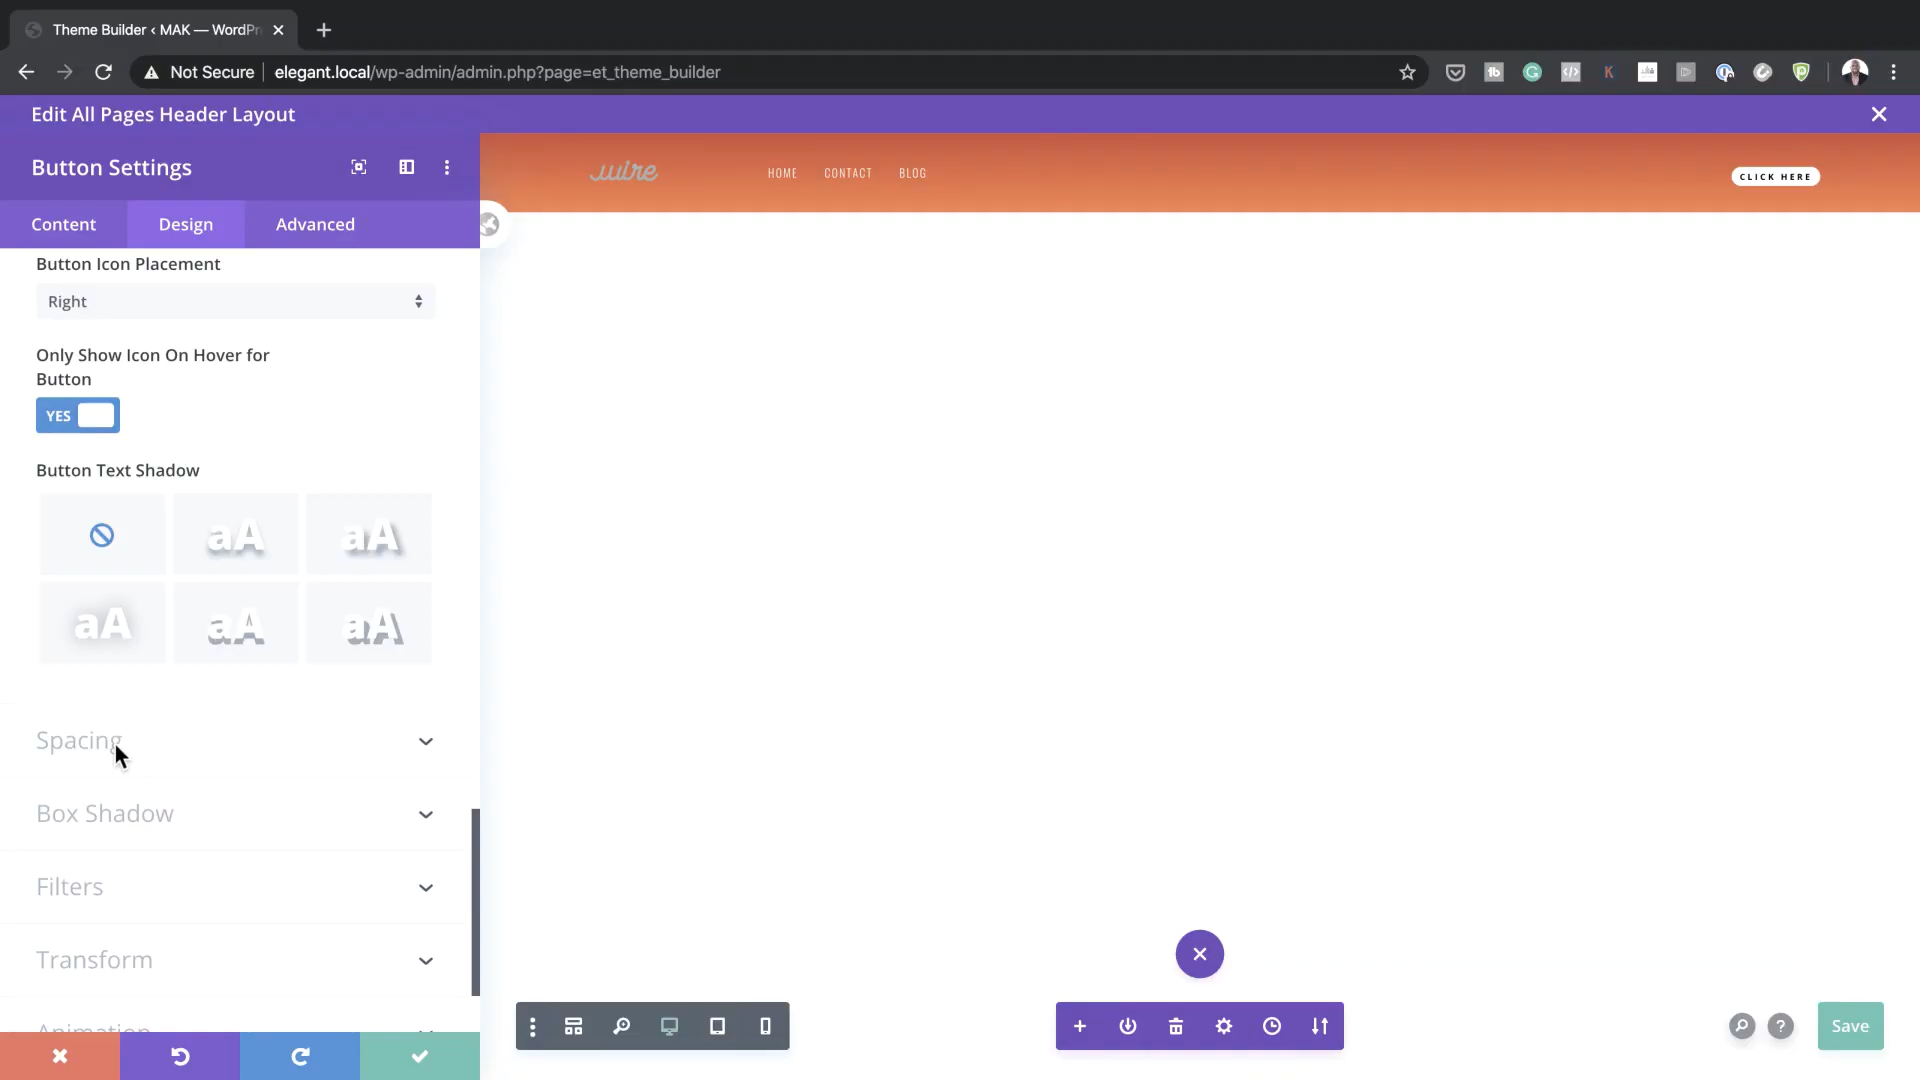 Theme Builder ‹ MAK — WordPr
Not Secure
elegant.local/wp-admin/admin.php?page=et_theme_builder
Edit All Pages Header Layout
Button Settings
Content
Design
Advanced
wire
HOME
CONTACT
BLOG
CLICK HERE
Button Icon Placement
Right
Only Show Icon On Hover for
Button
YES
Button Text Shadow
aA
aA
aA
aA
aA
Spacing
Box Shadow
Filters
Transform
Animation
Save